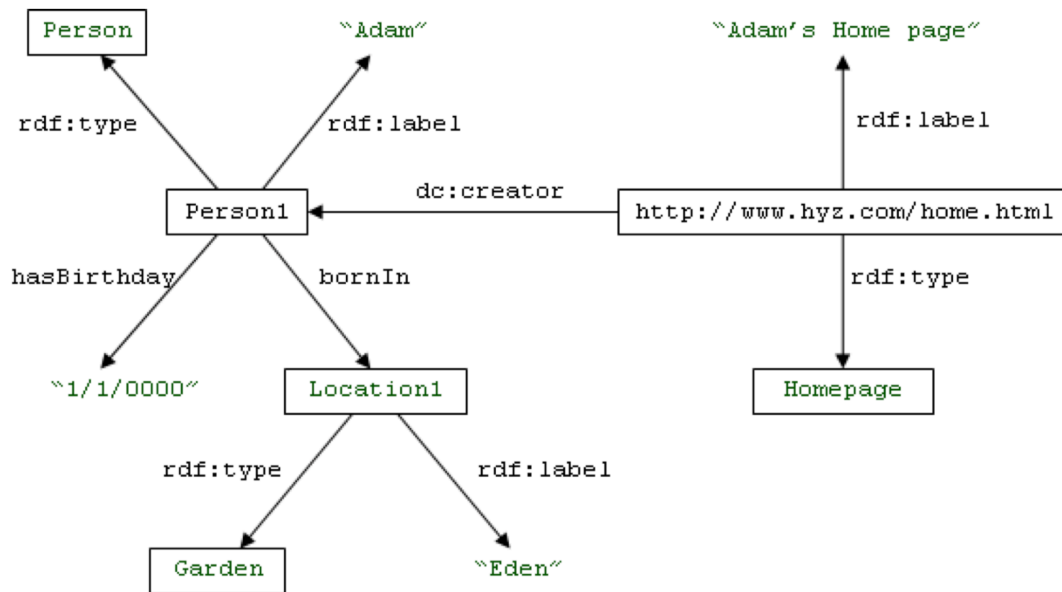 Person
‶Adam″
‶Adam's Home page″
rdf:type
rdf:label
rdf:label
dc:creator
Person1
http://www.hyz.com/home.html
hasBirthday
bornIn
rdf:type
‶1/1/0000″
Location1
Homepage
rdf:type
rdf:label
Garden
‶Eden″